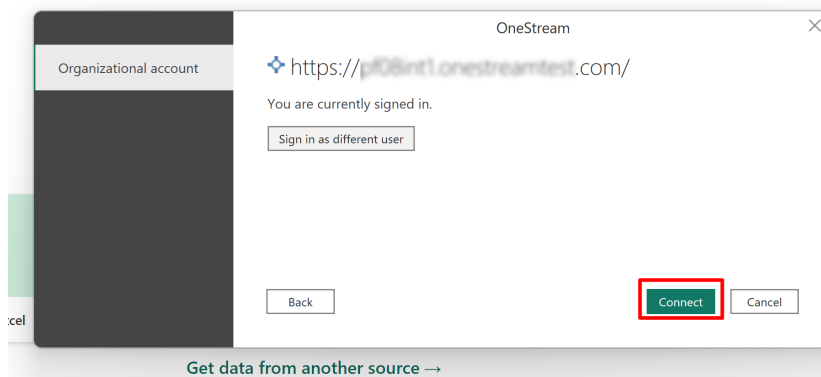 OneStream
Organizational account
https:// .com/
You are currently signed in.
Sign in as different user
Back
Connect
Cancel
cel
Get data from another source →